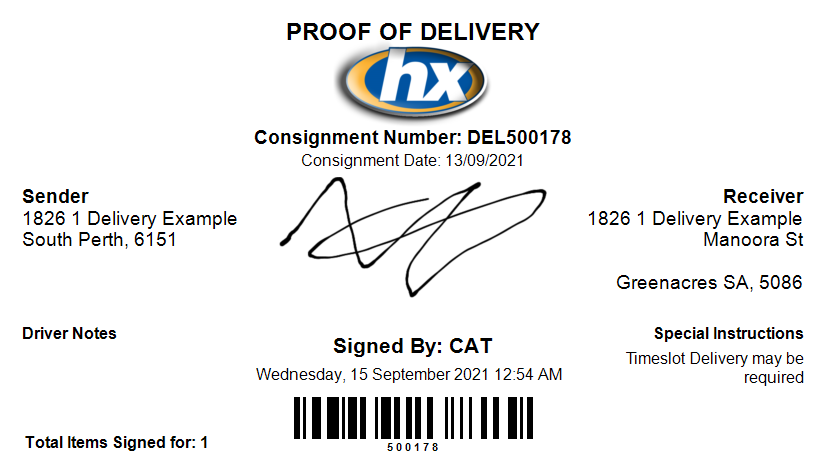 PROOF OF DELIVERY
hx
Consignment Number: DEL500178
Consignment Date: 13/09/2021
Sender
1826 1 Delivery Example
South Perth, 6151
Receiver
1826 1 Delivery Example
Manoora St
Greenacres SA, 5086
Driver Notes
Signed By: CAT
Wednesday, 15 September 2021 12:54 AM
Special Instructions
Timeslot Delivery may be
required
Total Items Signed for: 1
500178